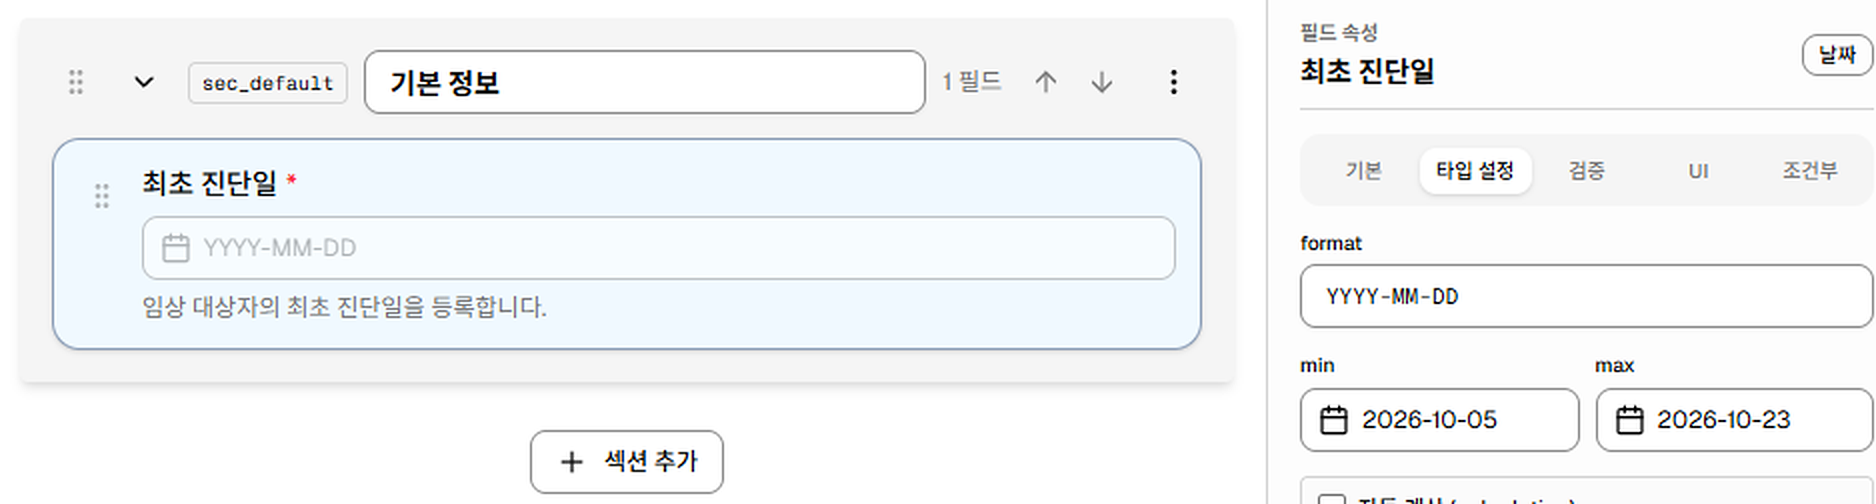 sec_default
기본 정보
1 필드
최초 진단일 *
YYYY-MM-DD
임상 대상자의 최초 진단일을 등록합니다.
섹션 추가
필드 속성
최초 진단일
날짜
기본 타입 설정 검증 UI 조건부
format
YYYY-MM-DD
min max
2026-10-05 2026-10-23